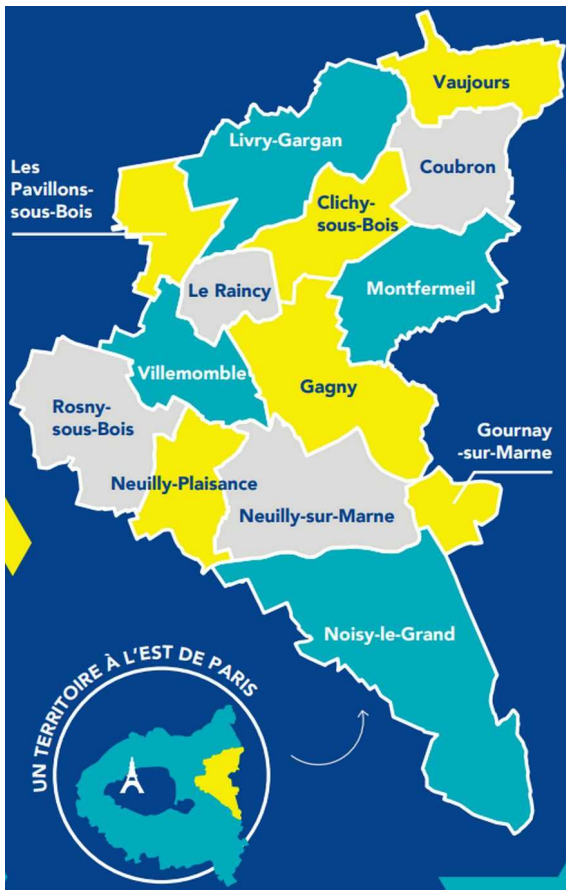 Vaujours
Livry-Gargan
Les
Pavillons-
sous-Bois
Coubron
Clichy-
sous-Bois
Le Raincy
Montfermeil
Villemomble
Gagny
Rosny-
sous-Bois
Gournay
-sur-Marne
Neuilly-Plaisance
Neuilly-sur-Marne
Noisy-le-Grand
UN TERRITOIRE À L'EST DE PARIS